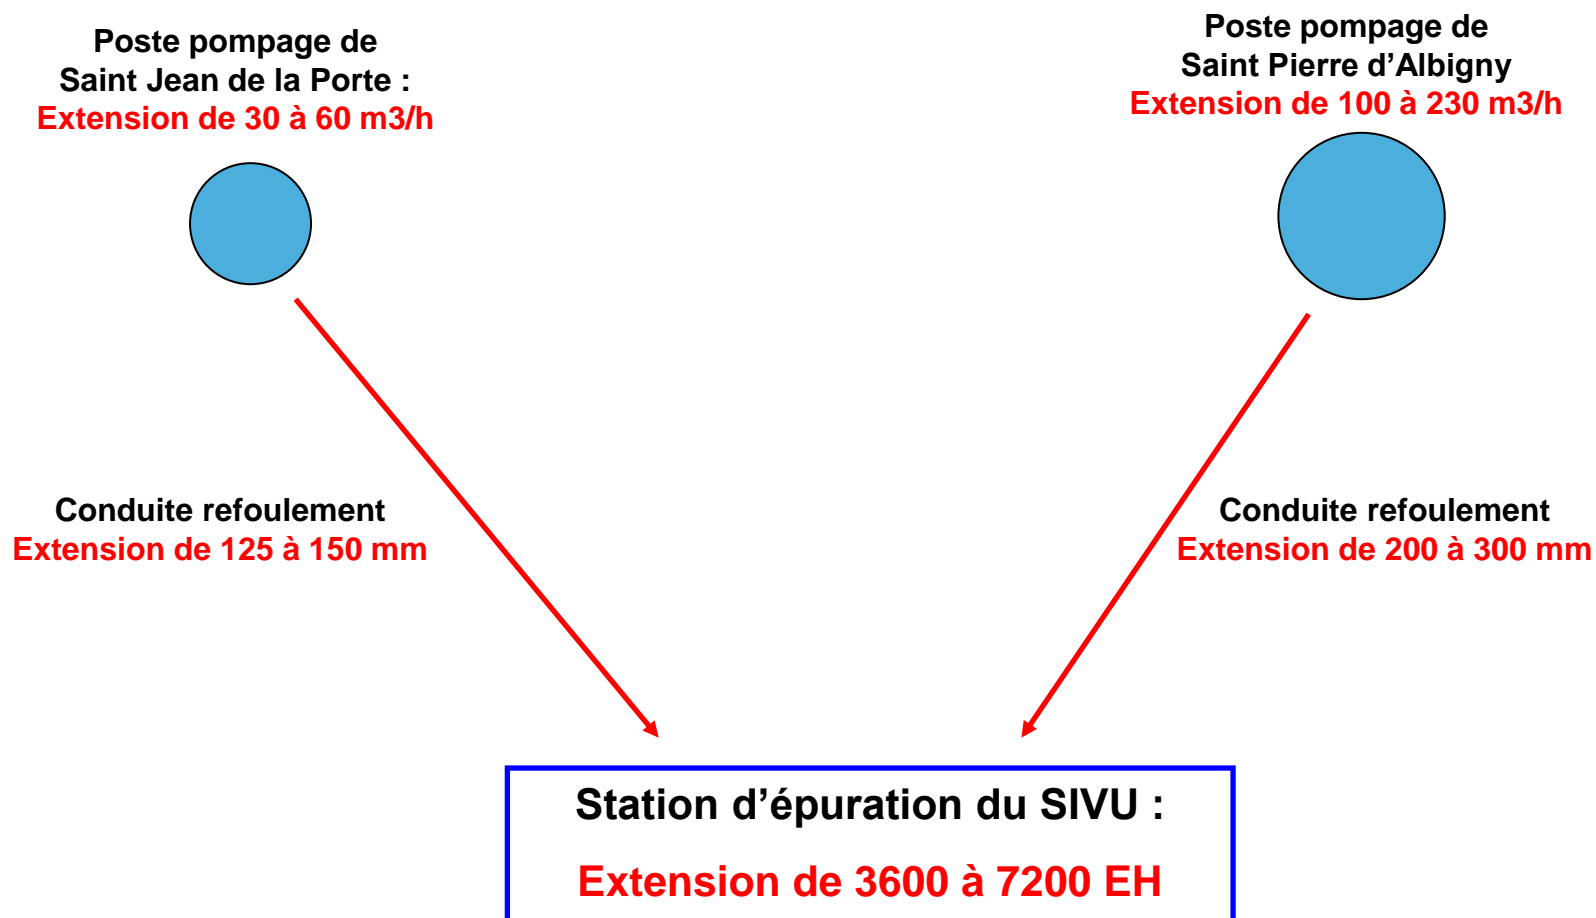 Poste pompage de
Saint Jean de la Porte :
Extension de 30 à 60 m3/h
Poste pompage de
Saint Pierre d’Albigny
Extension de 100 à 230 m3/h
Conduite refoulement
Extension de 125 à 150 mm
Conduite refoulement
Extension de 200 à 300 mm
Station d’épuration du SIVU :
Extension de 3600 à 7200 EH